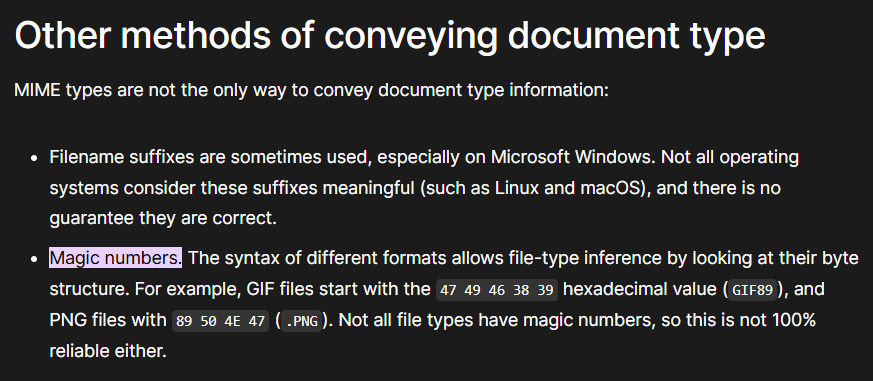 Other methods of conveying document type
MIME types are not the only way to convey document type information:
• Filename suffixes are sometimes used, especially on Microsoft Windows. Not all operating
systems consider these suffixes meaningful (such as Linux and macOS), and there is no
guarantee they are correct.
• Magic numbers. The syntax of different formats allows file-type inference by looking at their byte
structure. For example, GIF files start with the 47 49 46 38 39 hexadecimal value (GIF89), and
PNG files with 89 50 4E 47 (.PNG). Not all file types have magic numbers, so this is not 100%
reliable either.